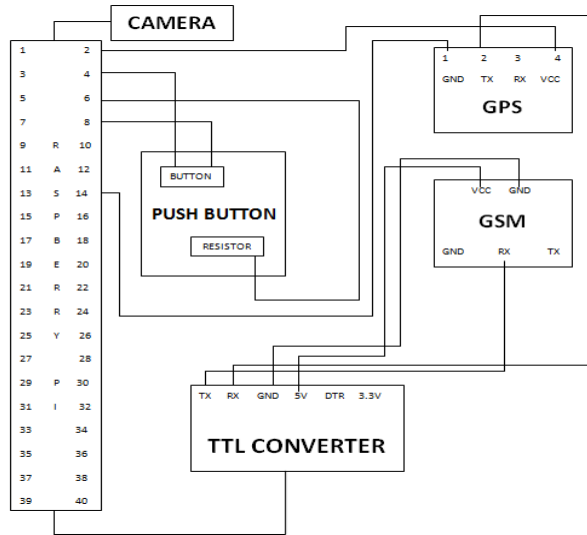 CAMERA
1 2
3 4
5 6
7 8
9 R 10
11 A 12
13 S 14
15 P 16
17 B 18
19 E 20
21 R 22
23 R 24
25 Y 26
27 28
29 P 30
31 I 32
33 34
35 36
37 38
39 40
BUTTON
PUSH BUTTON
RESISTOR
1 2 3 4
GND TX RX VCC
GPS
VCC GND
GSM
GND RX TX
TX RX GND 5V DTR 3.3V
TTL CONVERTER